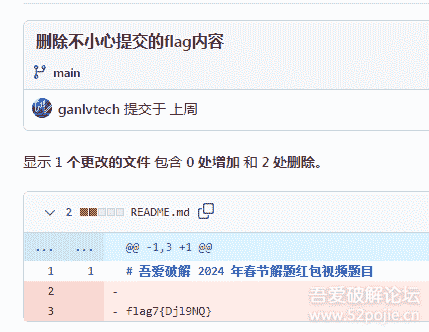 删除不小心提交的flag内容
main
ganlvtech 提交于 上周
显示 1 个更改的文件 包含 0 处增加 和 2 处删除。
2 README.md
... ... @@ -1,3 +1 @@
1 1 # 吾爱破解 2024 年春节解题红包视频题目
2 -
3 - flag7{Djl9NQ}
吾爱破解论坛
www.52pojie.cn